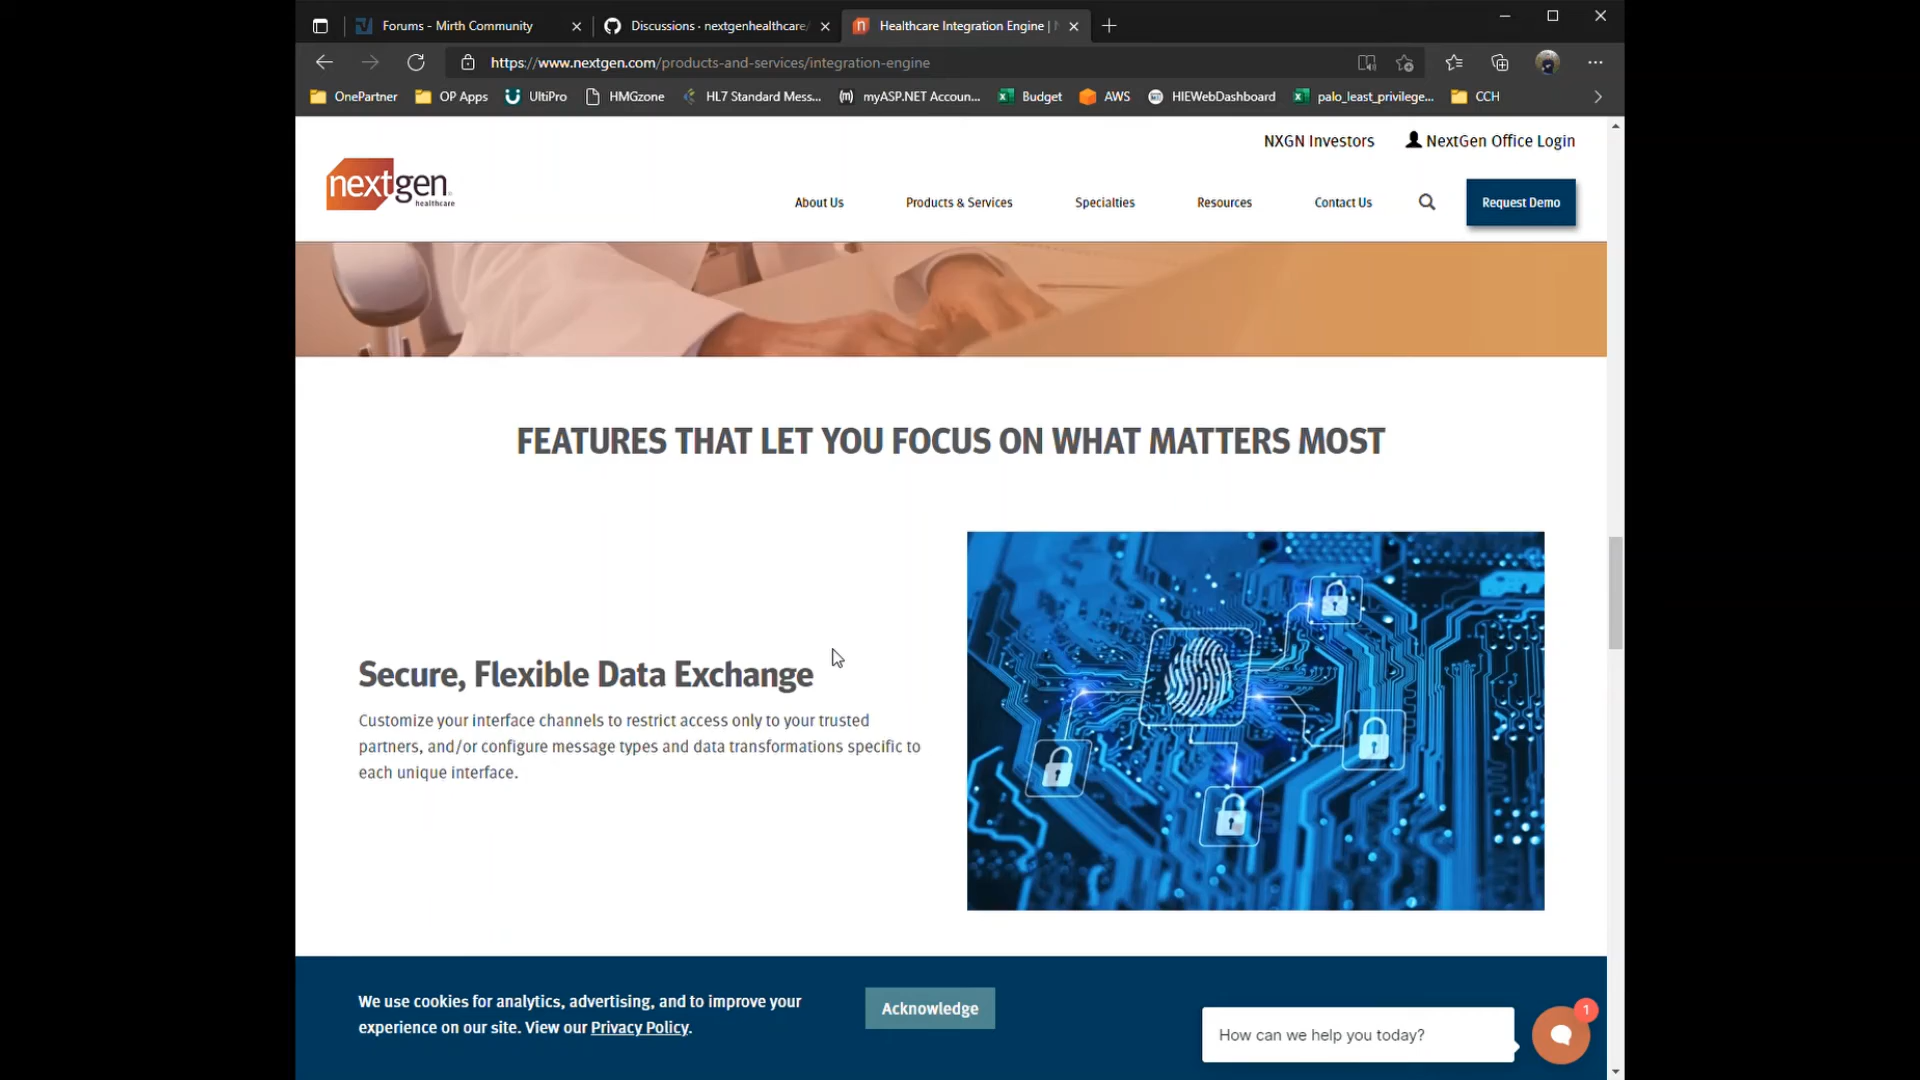 Forums - Mirth Community
Discussions · nextgenhealthcare/
Healthcare Integration Engine |
https://www.nextgen.com/products-and-services/integration-engine
OnePartner
OP Apps
UltiPro
HMGzone
HL7 Standard Mess...
(m) myASP.NET Accoun...
Budget
AWS
HIEWebDashboard
palo_least_privilege...
CCH
NXGN Investors
NextGen Office Login
nextgen
healthcare
About Us
Products & Services
Specialties
Resources
Contact Us
Request Demo
FEATURES THAT LET YOU FOCUS ON WHAT MATTERS MOST
Secure, Flexible Data Exchange
Customize your interface channels to restrict access only to your trusted
partners, and/or configure message types and data transformations specific to
each unique interface.
We use cookies for analytics, advertising, and to improve your
experience on our site. View our Privacy Policy.
Acknowledge
How can we help you today?
1